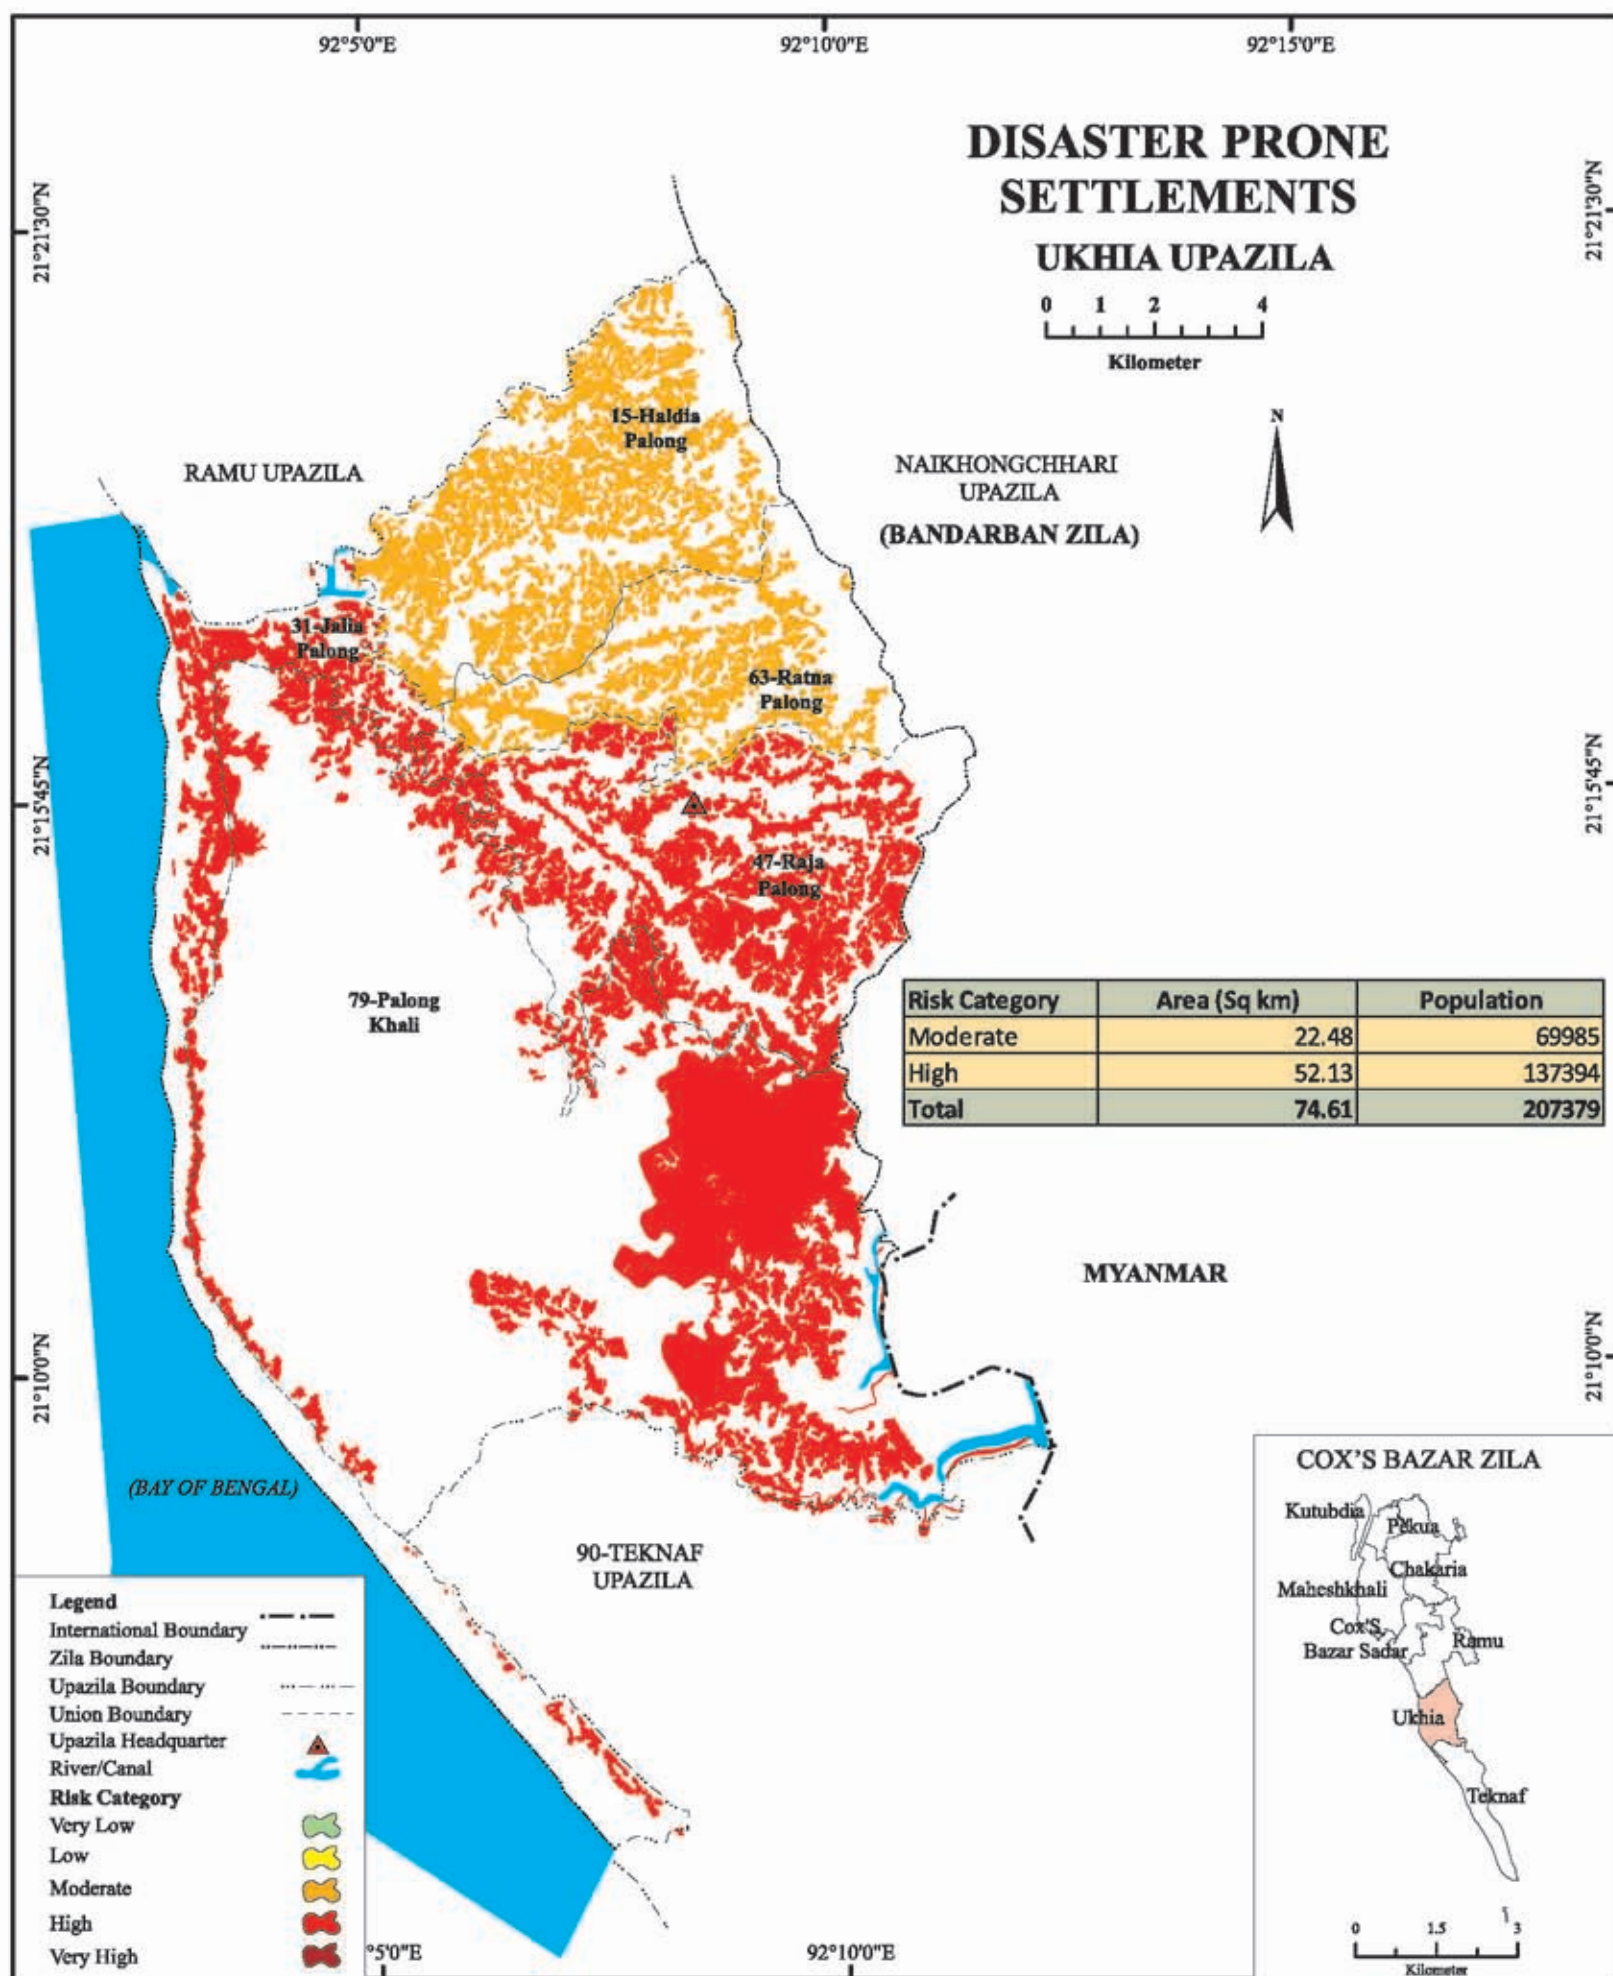 92°5'0"E 92°10'0"E 92°15'0"E
DISASTER PRONE
SETTLEMENTS
UKHIA UPAZILA
21°21'30"N
21°21'30"N
0 1 2 4
Kilometer
N
15-Haldia
Palong
RAMU UPAZILA
NAIKHONGCHHARI
UPAZILA
(BANDARBAN ZILA)
31-Jalia
Palong
63-Ratna
Palong
21°15'45"N
21°15'45"N
47-Raja
Palong
79-Palong
Khali
Risk Category Area (Sq km) Population
Moderate 22.48 69985
High 52.13 137394
Total 74.61 207379
MYANMAR
21°10'0"N
21°10'0"N
(BAY OF BENGAL)
90-TEKNAF
UPAZILA
COX'S BAZAR ZILA
Kutubdia
Pekua
Chakaria
Maheshkhali
Cox'S
Bazar Sadar
Ramu
Ukhia
Teknaf
0 1.5 3
Kilometer
Legend
International Boundary
Zila Boundary
Upazila Boundary
Union Boundary
Upazila Headquarter
River/Canal
Risk Category
Very Low
Low
Moderate
High
Very High
°5'0"E 92°10'0"E